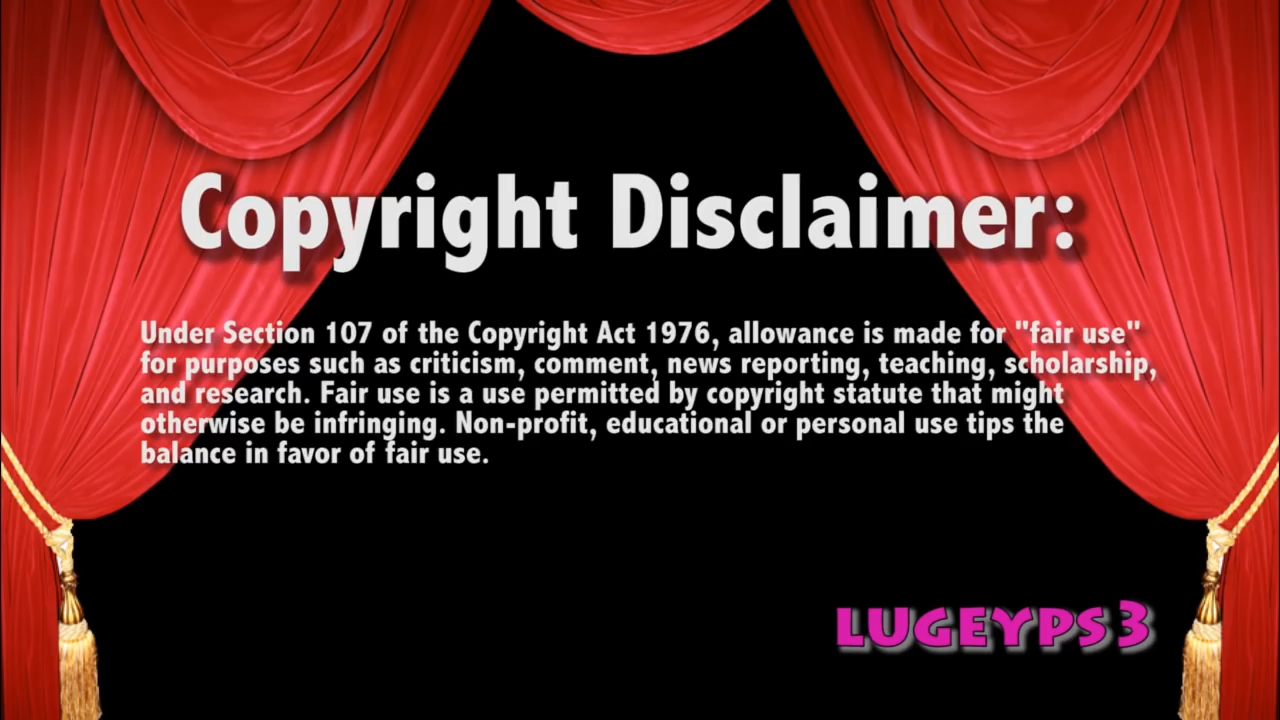 Copyright Disclaimer:
Under Section 107 of the Copyright Act 1976, allowance is made for "fair use"
for purposes such as criticism, comment, news reporting, teaching, scholarship,
and research. Fair use is a use permitted by copyright statute that might
otherwise be infringing. Non-profit, educational or personal use tips the
balance in favor of fair use.
LUGEYPS3